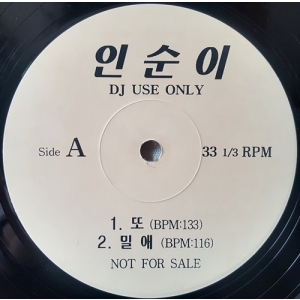 인순이
DJ USE ONLY
Side A
33 1/3 RPM
1. 또 (BPM:133)
2. 밀애 (BPM:116)
NOT FOR SALE